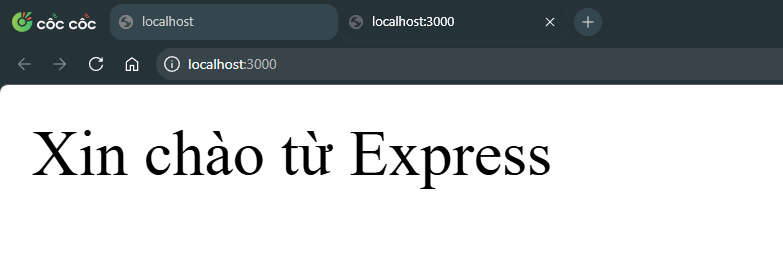 cốc cốc
localhost
localhost:3000
localhost:3000
Xin chào từ Express